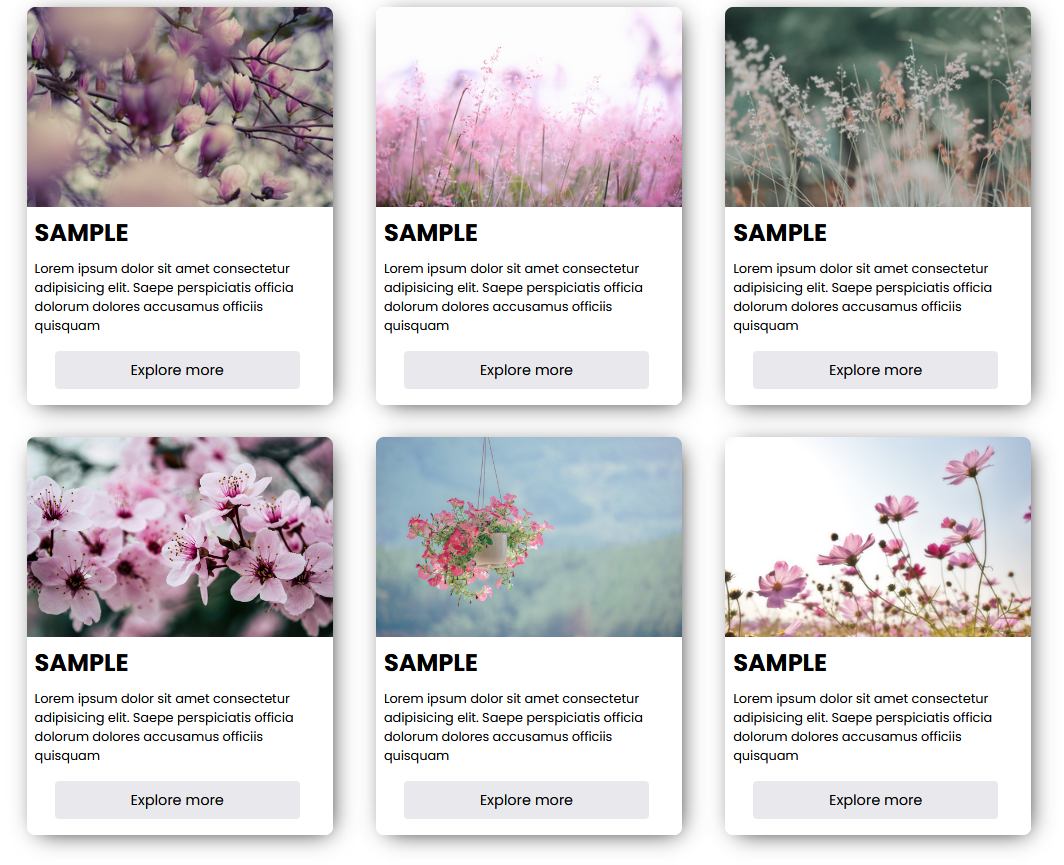 SAMPLE
Lorem ipsum dolor sit amet consectetur
adipisicing elit. Saepe perspiciatis officia
dolorum dolores accusamus officiis
quisquam
Explore more
SAMPLE
Lorem ipsum dolor sit amet consectetur
adipisicing elit. Saepe perspiciatis officia
dolorum dolores accusamus officiis
quisquam
Explore more
SAMPLE
Lorem ipsum dolor sit amet consectetur
adipisicing elit. Saepe perspiciatis officia
dolorum dolores accusamus officiis
quisquam
Explore more
SAMPLE
Lorem ipsum dolor sit amet consectetur
adipisicing elit. Saepe perspiciatis officia
dolorum dolores accusamus officiis
quisquam
Explore more
SAMPLE
Lorem ipsum dolor sit amet consectetur
adipisicing elit. Saepe perspiciatis officia
dolorum dolores accusamus officiis
quisquam
Explore more
SAMPLE
Lorem ipsum dolor sit amet consectetur
adipisicing elit. Saepe perspiciatis officia
dolorum dolores accusamus officiis
quisquam
Explore more